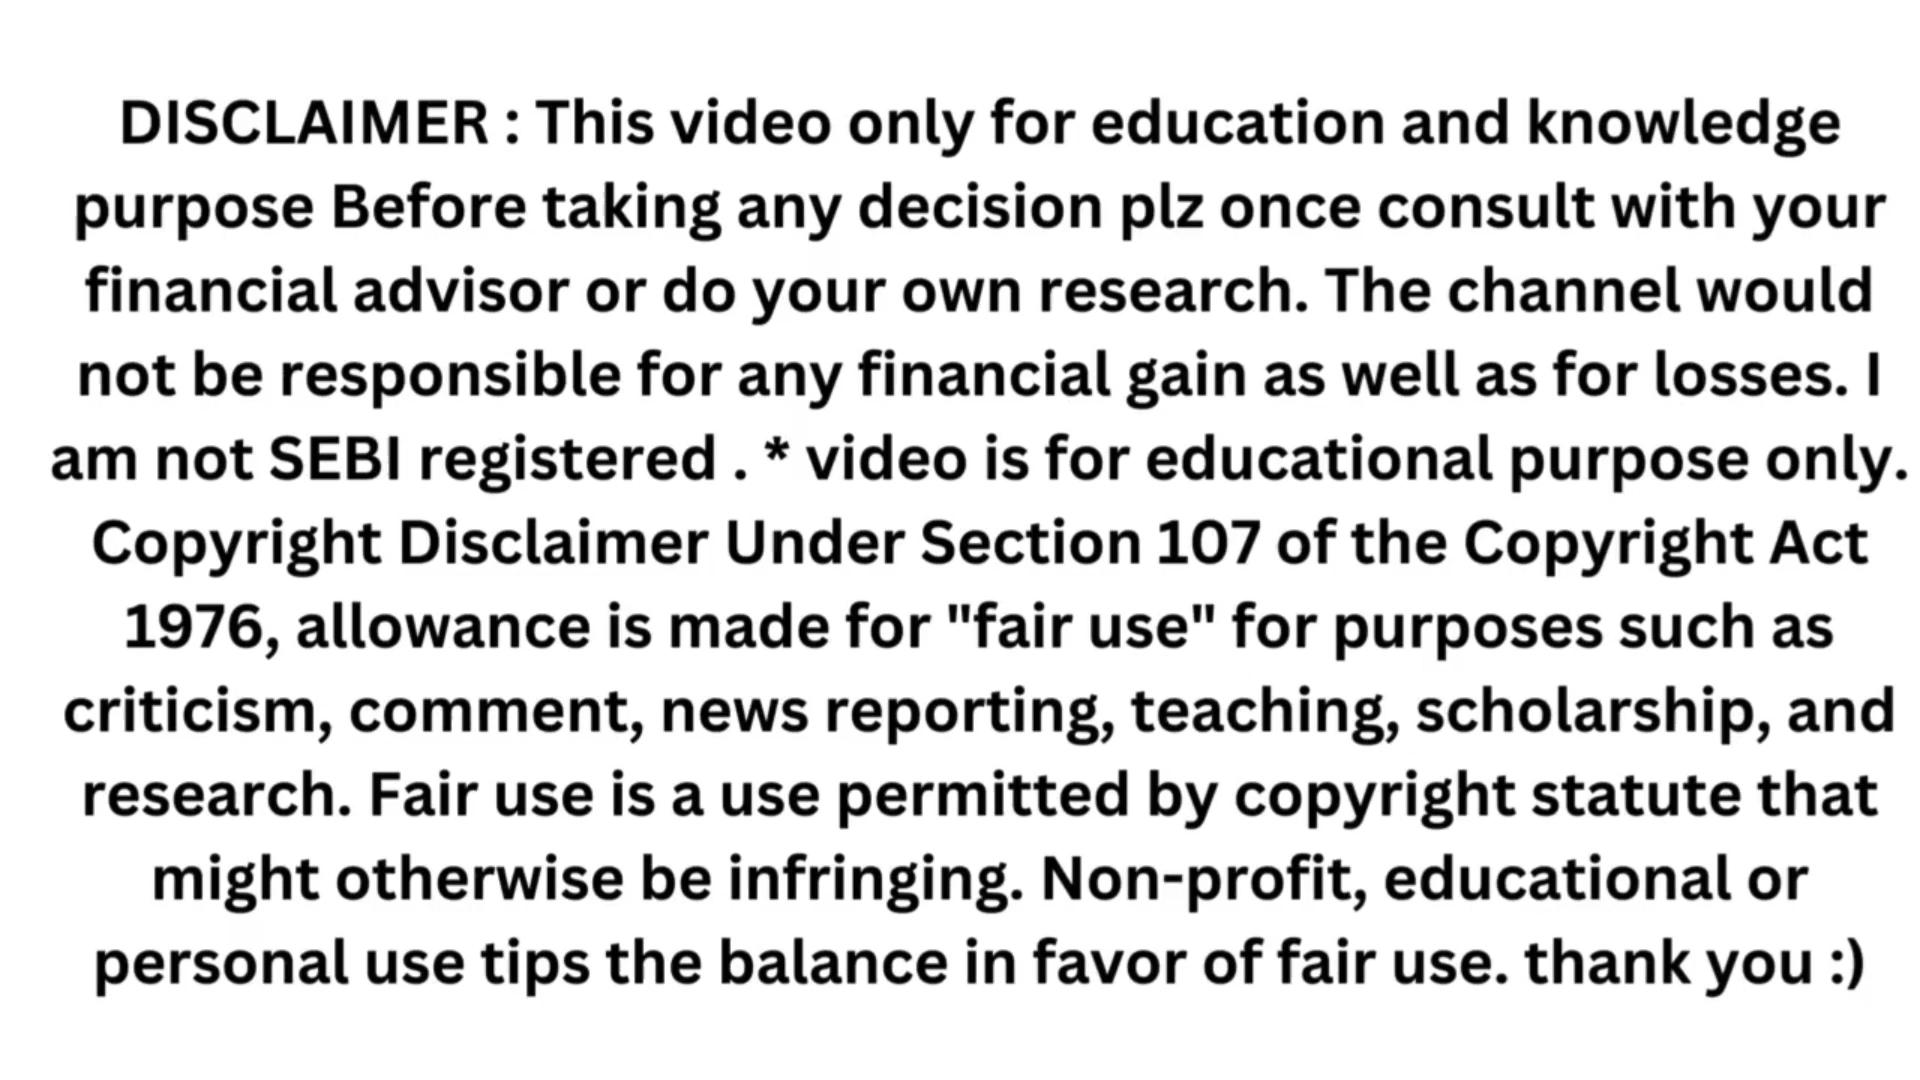 DISCLAIMER : This video only for education and knowledge
purpose Before taking any decision plz once consult with your
financial advisor or do your own research. The channel would
not be responsible for any financial gain as well as for losses. I
am not SEBI registered . * video is for educational purpose only.
Copyright Disclaimer Under Section 107 of the Copyright Act
1976, allowance is made for "fair use" for purposes such as
criticism, comment, news reporting, teaching, scholarship, and
research. Fair use is a use permitted by copyright statute that
might otherwise be infringing. Non-profit, educational or
personal use tips the balance in favor of fair use. thank you :)